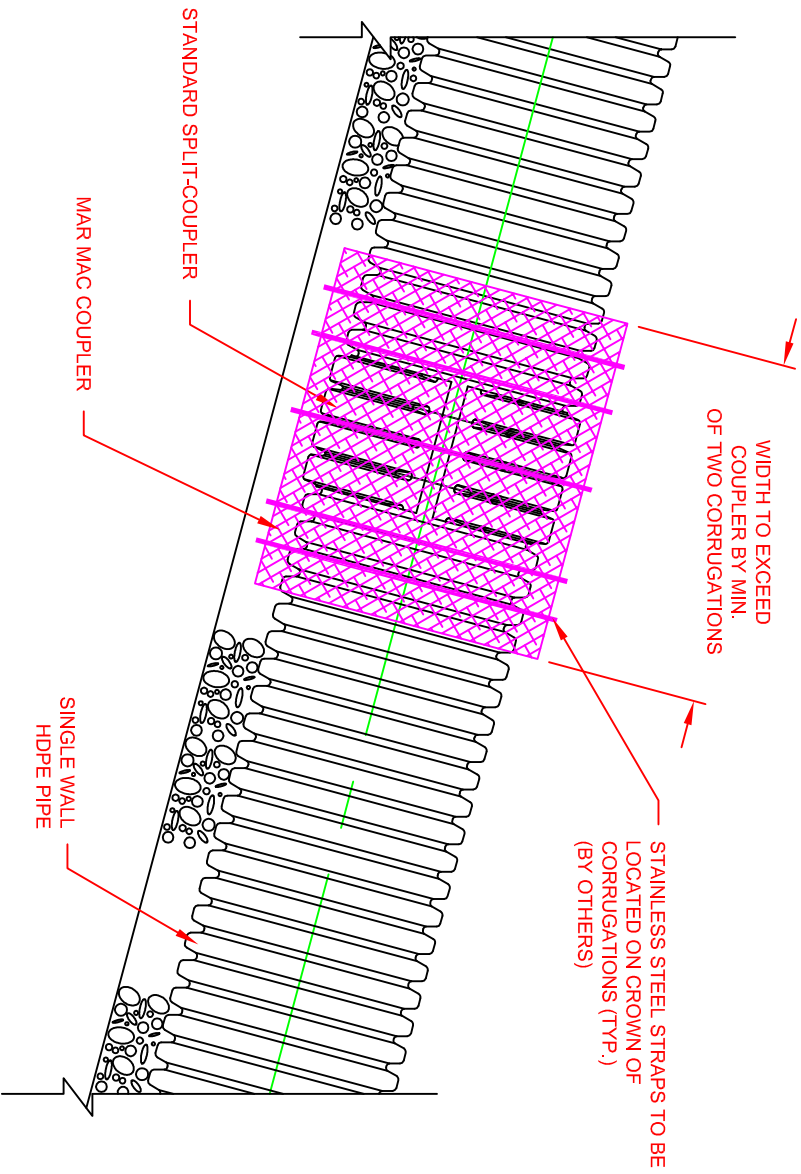 STANDARD SPLIT-COUPLER
MAR MAC COUPLER
WIDTH TO EXCEED
COUPLER BY MIN.
OF TWO CORRUGATIONS
STAINLESS STEEL STRAPS TO BE
LOCATED ON CROWN OF
CORRUGATIONS (TYP.)
(BY OTHERS)
SINGLE WALL
HDPE PIPE